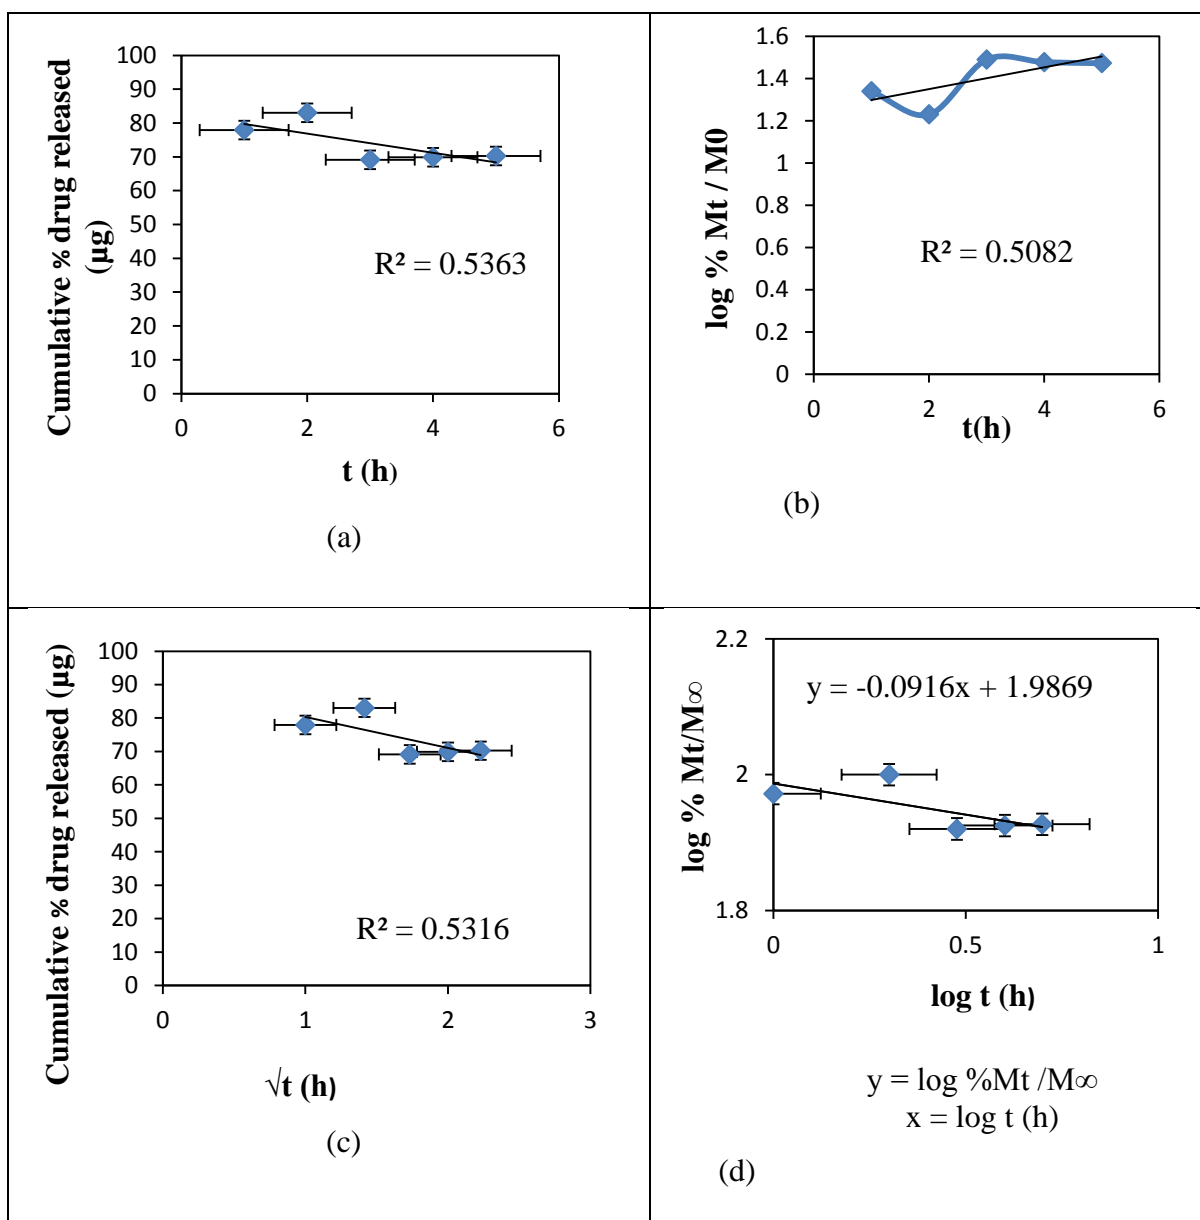 Cumulative % drug released
(µg)
100
90
80
70
60
50
40
30
20
10
0
R² = 0.5363
0 2 4 6
t (h)
(a)
log % Mt / M0
1.6
1.4
1.2
1
0.8
0.6
0.4
0.2
0
R² = 0.5082
0 2 4 6
t(h)
(b)
Cumulative % drug released (µg)
100
90
80
70
60
50
40
30
20
10
0
R² = 0.5316
0 1 2 3
√t (h)
(c)
log % Mt/M∞
2.2
2
1.8
y = -0.0916x + 1.9869
0 0.5 1
log t (h)
y = log %Mt /M∞
x = log t (h)
(d)